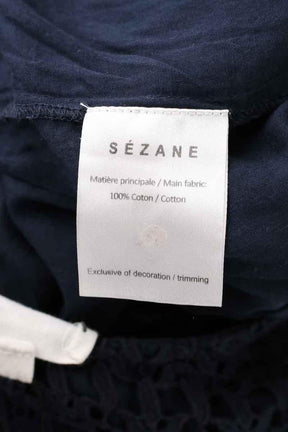 SÉZANE
Matière principale / Main fabric:
100% Coton / Cotton
Exclusive of decoration / trimming